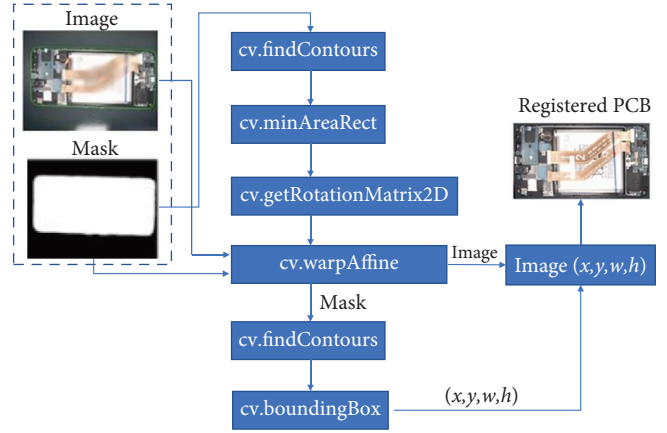 Image
cv.findContours
cv.minAreaRect
Registered PCB
Mask
cv.getRotationMatrix2D
cv.warpAffine
Image
Image (x,y,w,h)
Mask
cv.findContours
cv.boundingBox
(x,y,w,h)